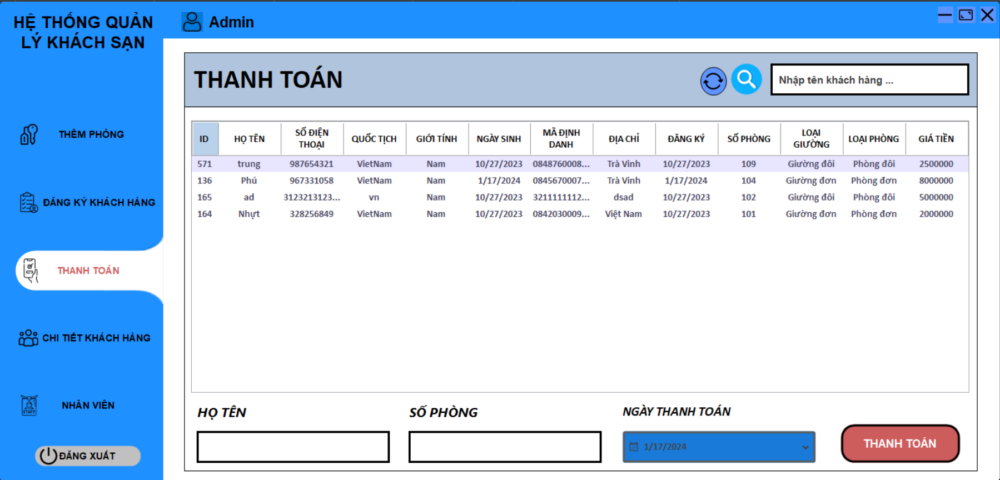 HỆ THỐNG QUẢN
LÝ KHÁCH SẠN
Admin
THÊM PHÒNG
ĐĂNG KÝ KHÁCH HÀNG
THANH TOÁN
CHI TIẾT KHÁCH HÀNG
STAFF
NHÂN VIÊN
ĐĂNG XUẤT
THANH TOÁN
Nhập tên khách hàng ...
ID HỌ TÊN SỐ ĐIỆN THOẠI QUỐC TỊCH GIỚI TÍNH NGÀY SINH MÃ ĐỊNH DANH ĐỊA CHỈ ĐĂNG KÝ SỐ PHÒNG LOẠI GIƯỜNG LOẠI PHÒNG GIÁ TIỀN
571 trung 987654321 VietNam Nam 10/27/2023 0848760008... Trà Vinh 10/27/2023 109 Giường đôi Phòng đôi 2500000
136 Phú 967331058 VietNam Nam 1/17/2024 0845670007... Trà Vinh 1/17/2024 104 Giường đơn Phòng đơn 8000000
165 ad 3123213123... vn Nam 10/27/2023 3211111112... dsad 10/27/2023 102 Giường đôi Phòng đôi 5000000
164 Nhựt 328256849 VietNam Nam 10/27/2023 0842030009... Việt Nam 10/27/2023 101 Giường đơn Phòng đơn 2000000
HỌ TÊN
SỐ PHÒNG
NGÀY THANH TOÁN
1/17/2024
THANH TOÁN